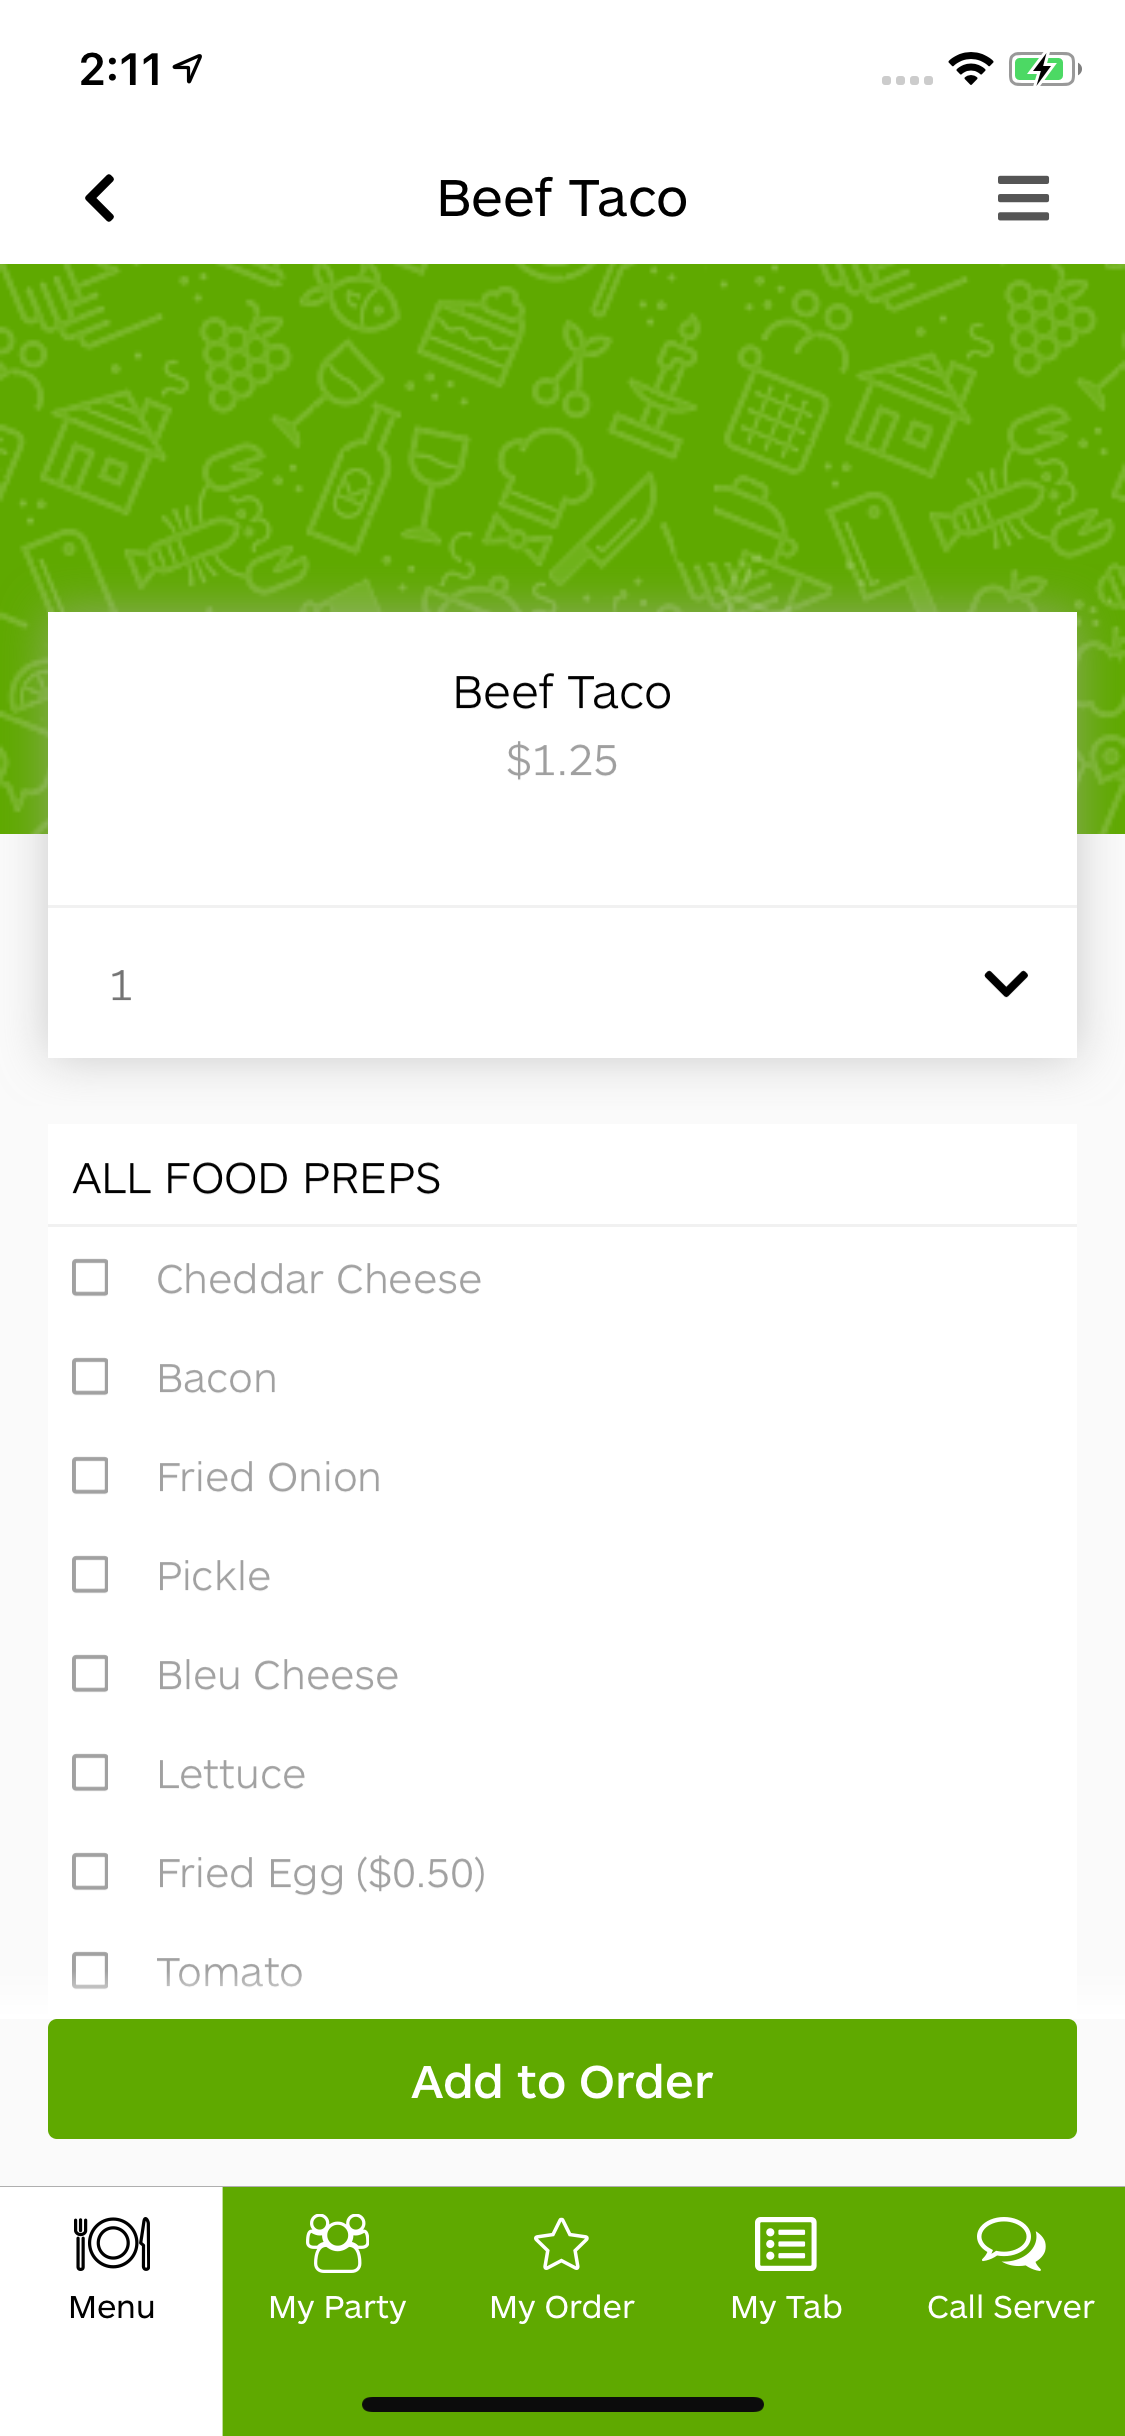 2:11
Beef Taco
Beef Taco
$1.25
1
ALL FOOD PREPS
Cheddar Cheese
Bacon
Fried Onion
Pickle
Bleu Cheese
Lettuce
Fried Egg ($0.50)
Tomato
Add to Order
Menu
My Party
My Order
My Tab
Call Server